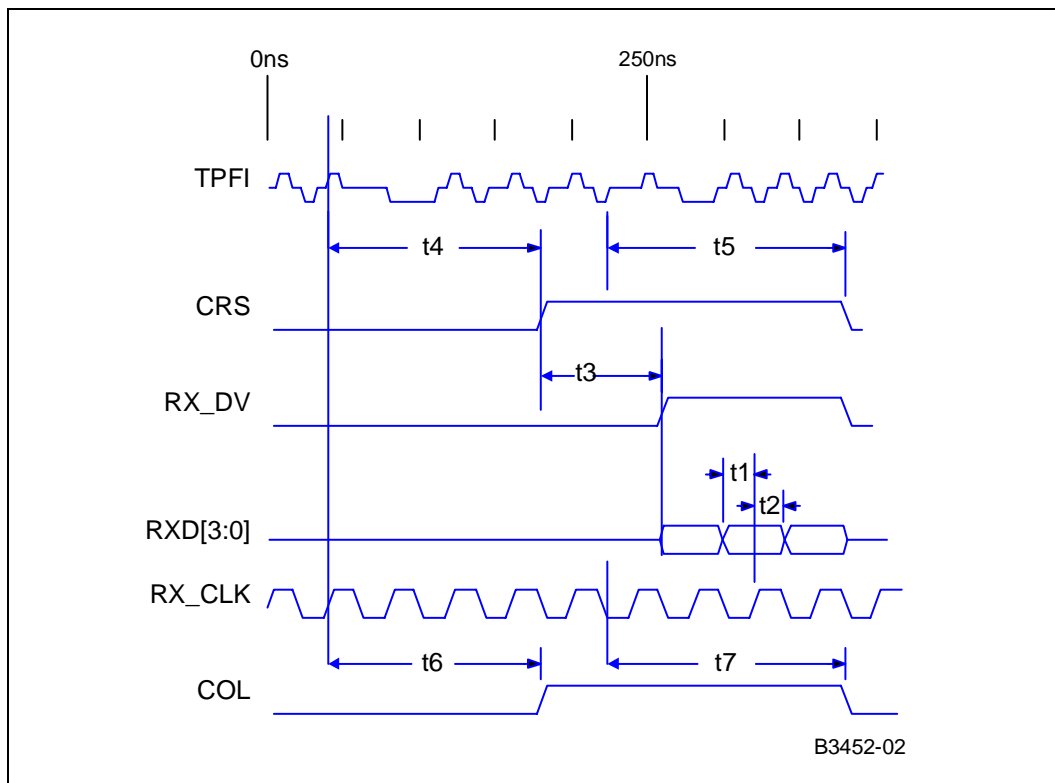 0ns 250ns
TPFI
t4 t5
CRS
t3
RX_DV
t1
t2
RXD[3:0]
RX_CLK
t6 t7
COL
B3452-02